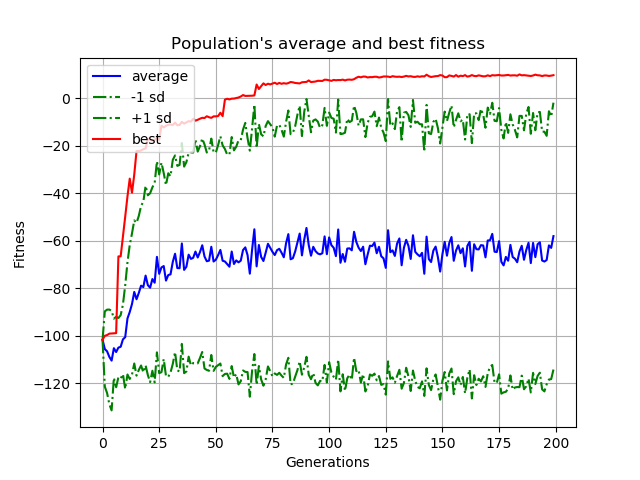 Population's average and best fitness
average
-1 sd
+1 sd
best
Fitness
0
−20
−40
−60
−80
−100
−120
0 25 50 75 100 125 150 175 200
Generations